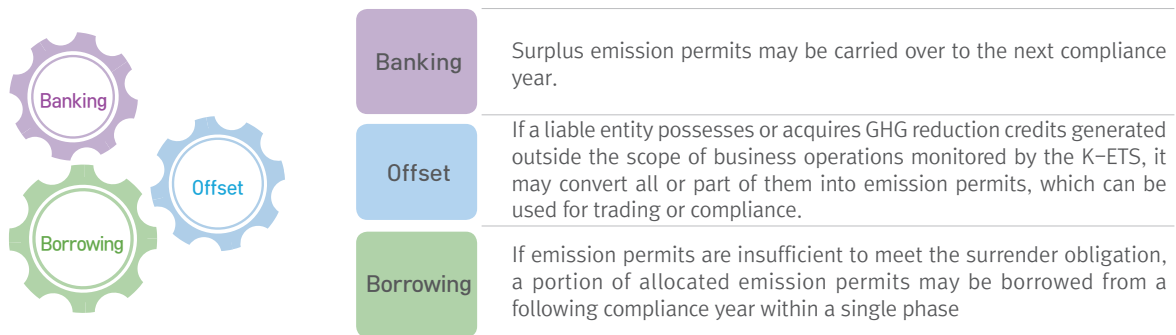 Banking
Offset
Borrowing
Banking
Surplus emission permits may be carried over to the next compliance
year.
Offset
If a liable entity possesses or acquires GHG reduction credits generated
outside the scope of business operations monitored by the K-ETS, it
may convert all or part of them into emission permits, which can be
used for trading or compliance.
Borrowing
If emission permits are insufficient to meet the surrender obligation,
a portion of allocated emission permits may be borrowed from a
following compliance year within a single phase